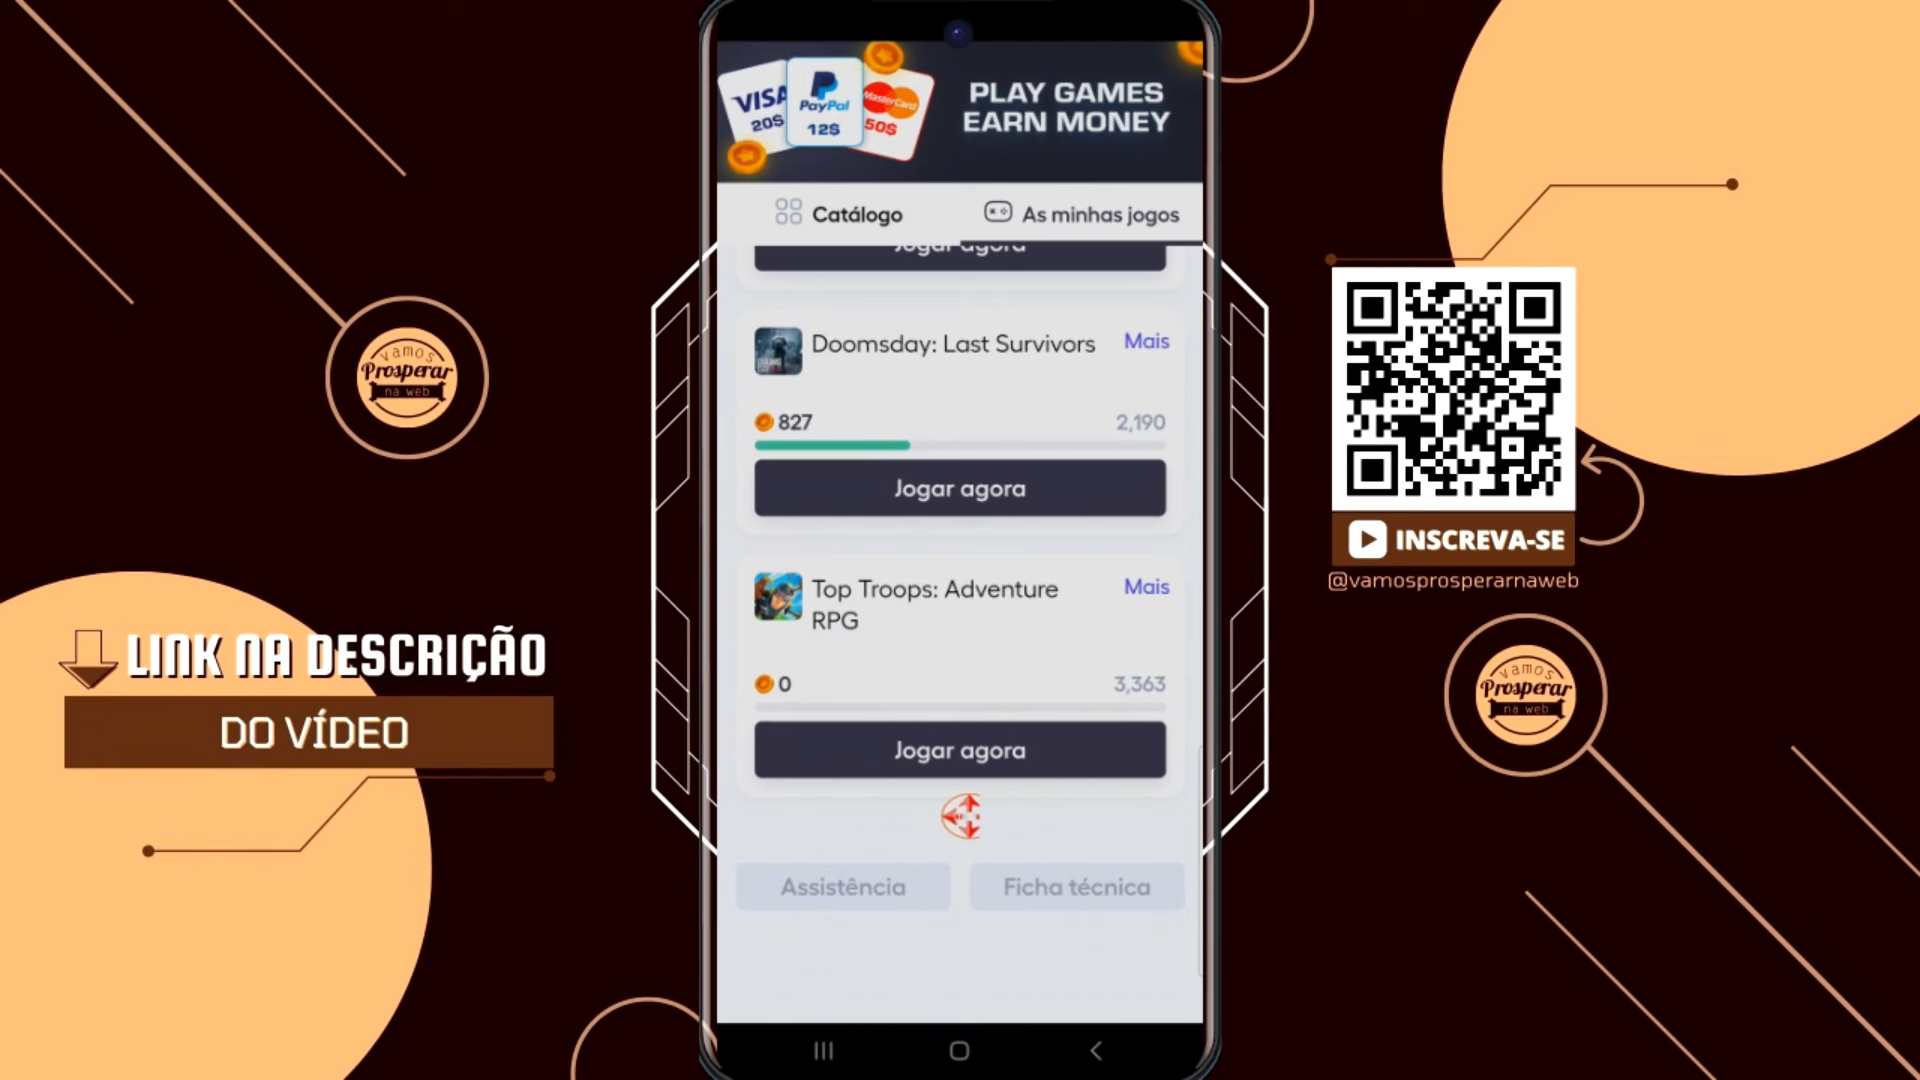 VISA
20$
PayPal
12$
MasterCard
50$
PLAY GAMES
EARN MONEY
Catálogo
As minhas jogos
Jogar agora
Doomsday: Last Survivors
Mais
827
2,190
Jogar agora
Top Troops: Adventure
RPG
Mais
0
3,363
Jogar agora
Assistência
Ficha técnica
vamos
Prosperar
na web
LINK NA DESCRIÇÃO
DO VÍDEO
INSCREVA-SE
@vamosprosperarnaweb
vamos
Prosperar
na web